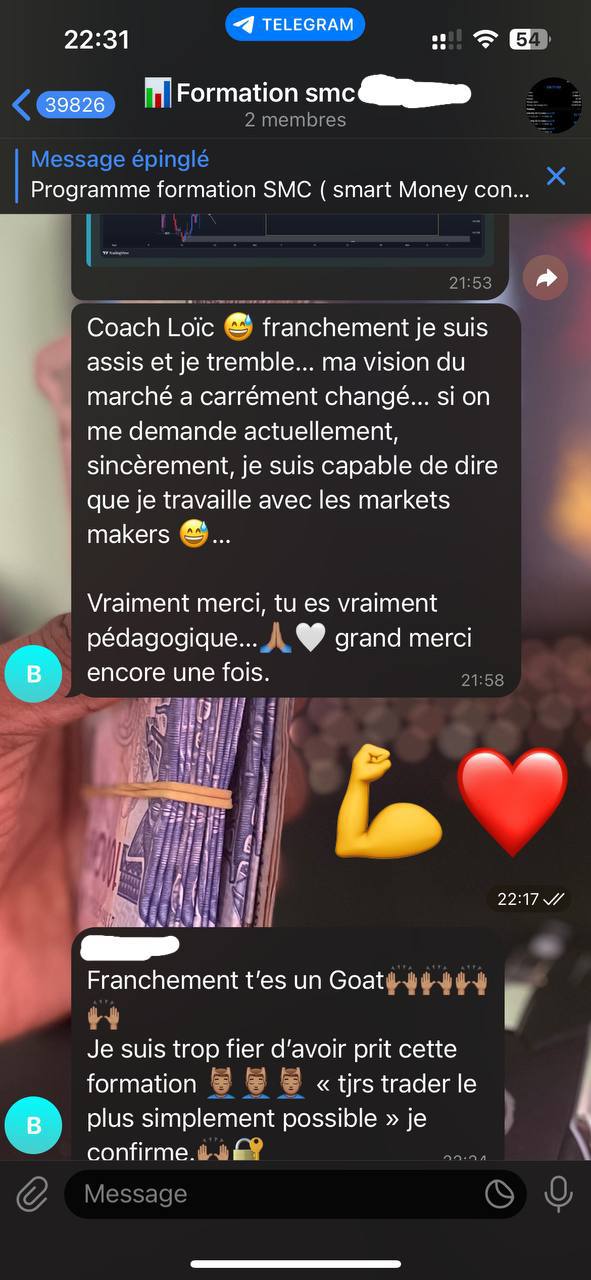 22:31
TELEGRAM
54
39826
📊Formation smc
2 membres
Message épinglé
Programme formation SMC ( smart Money con...
21:53
Coach Loïc 😅 franchement je suis
assis et je tremble... ma vision du
marché a carrément changé... si on
me demande actuellement,
sincèrement, je suis capable de dire
que je travaille avec les markets
makers 😅...
Vraiment merci, tu es vraiment
pédagogique...🙏🏽🤍 grand merci
encore une fois.
21:58
B
💪❤️
22:17
Franchement t’es un Goat🙌🏽🙌🏽🙌🏽
🙌🏽
Je suis trop fier d’avoir prit cette
formation 💆🏽‍♂️💆🏽‍♂️💆🏽‍♂️ « tjrs trader le
plus simplement possible » je
confirme.🙌🏽🔐
B
Message